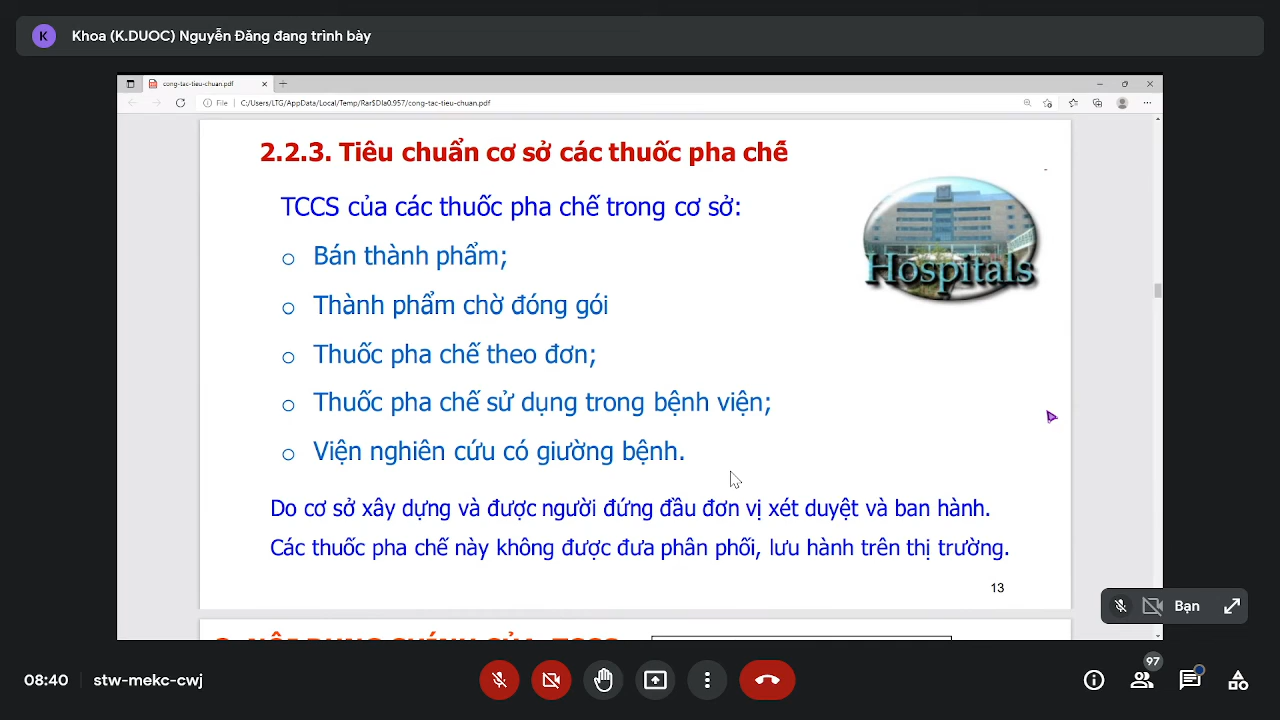 K Khoa (K.DUOC) Nguyễn Đăng đang trình bày
cong-tac-tieu-chuan.pdf
File C:/Users/LTG/AppData/Local/Temp/Rar$DIa0.957/cong-tac-tieu-chuan.pdf
2.2.3. Tiêu chuẩn cơ sở các thuốc pha chế
TCCS của các thuốc pha chế trong cơ sở:
o Bán thành phẩm;
o Thành phẩm chờ đóng gói
o Thuốc pha chế theo đơn;
o Thuốc pha chế sử dụng trong bệnh viện;
o Viện nghiên cứu có giường bệnh.
Hospitals
Do cơ sở xây dựng và được người đứng đầu đơn vị xét duyệt và ban hành.
Các thuốc pha chế này không được đưa phân phối, lưu hành trên thị trường.
13
Bạn
08:40 stw-mekc-cwj
97